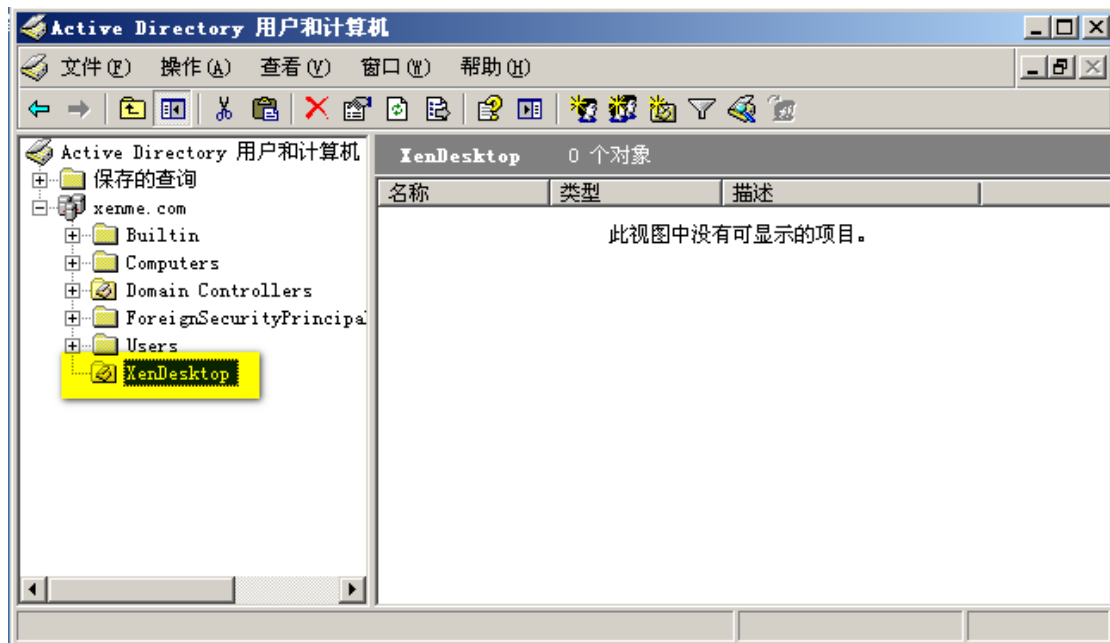 Active Directory 用户和计算机
文件(F) 操作(A) 查看(V) 窗口(W) 帮助(H)
Active Directory 用户和计算机
XenDesktop 0 个对象
保存的查询
名称 类型 描述
xenme.com
此视图中没有可显示的项目。
Builtin
Computers
Domain Controllers
ForeignSecurityPrincipal
Users
XenDesktop